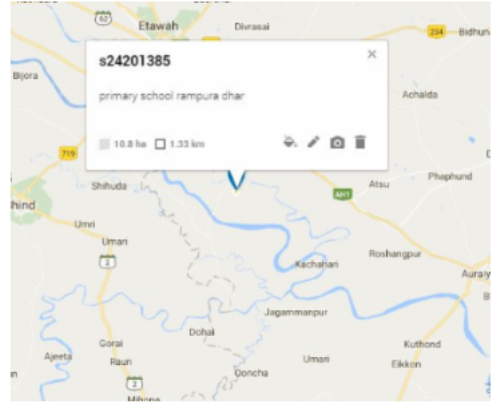 62
Etawah
Divrasai
234
Bidhun
s24201385
Bijora
primary school rampura dhar
Achalda
10.8 ha 1.33 km
719
Shihuda
Atsu
Phaphund
AH1
hind
Umri
Umari
2
Kachahari
Roshangpur
Auraiy
Jagammanpur
Dohai
Gorai
Kuthond
Ajeeta
Raun
Umari
Eikkon
Goncha
2
Mihona